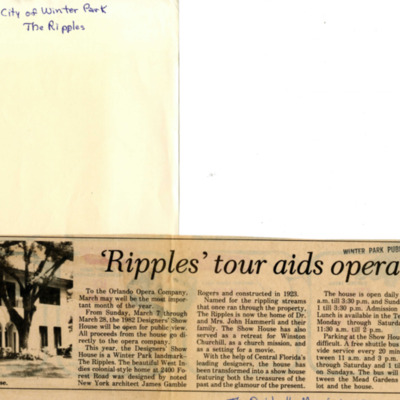 City of Winter Park
The Ripples
WINTER PARK PUB
'Ripples' tour aids opera
To the Orlando Opera Company,
March may well be the most impor-
tant month of the year.
From Sunday, March 7, through
March 28, the 1982 Designers' Show
House will be open for public view.
All proceeds from the house go di-
rectly to the opera company.
This year, the Designers' Show
House is a Winter Park landmark—
The Ripples. The beautiful West In-
dies colonial-style home at 2400 Fo-
rest Road was designed by noted
New York architect James Gamble
Rogers and constructed in 1923.
Named for the rippling streams
that once ran through the property,
The Ripples is now the home of Dr.
and Mrs. John Hammerli and their
family. The Show House has also
served as a retreat for Winston
Churchill, as a church mission, and
as a setting for a movie.
With the help of Central Florida's
leading designers, the house has
been transformed into a show house
featuring both the treasures of the
past and the glamour of the present.
The house is open daily
a.m. till 3:30 p.m. and Sunda
1 till 3:30 p.m. Admission
Lunch is available in the Te
Monday through Saturda
11:30 a.m. till 2 p.m.
Parking at the Show Hous
difficult. A free shuttle bus
vide service every 20 minu
tween 11 a.m. and 3 p.m.
through Saturday and 1 til
on Sundays. The bus will t
tween the Mead Gardens
lot and the house.
se.